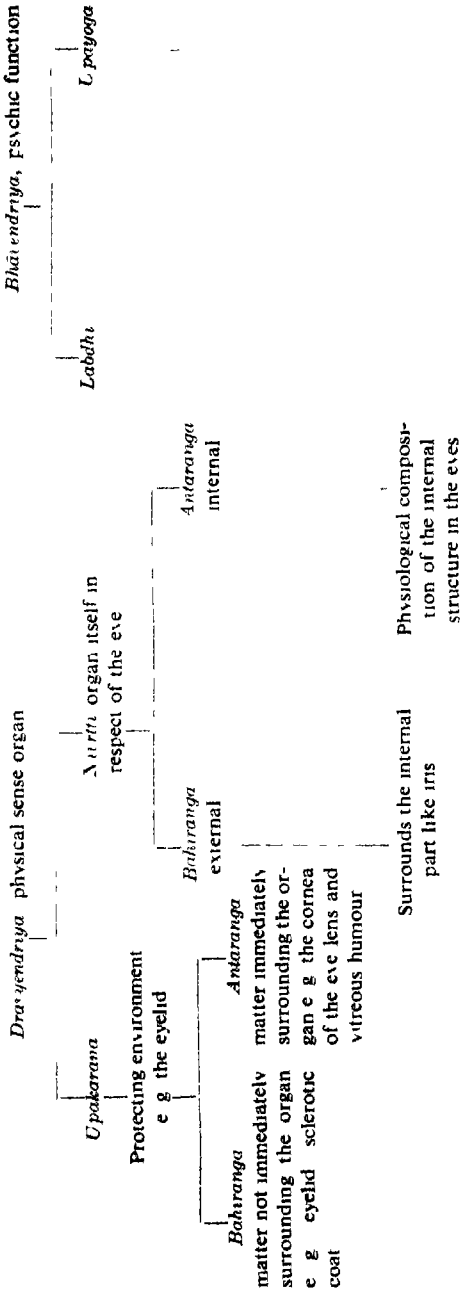 Dravyendriya physical sense organ
Bhāvendriya, psychic function
Upakarana
Protecting environment
e g the eyelid
Nivrtti organ itself in
respect of the eye
Labdhi
Upayoga
Bahiranga
external
Antaranga
internal
Bahiranga
matter not immediately
surrounding the organ
e g eyelid sclerotic
coat
Antaranga
matter immediately
surrounding the or-
gan e g the cornea
of the eye lens and
vitreous humour
Surrounds the internal
part like iris
Physiological composi-
tion of the internal
structure in the eyes